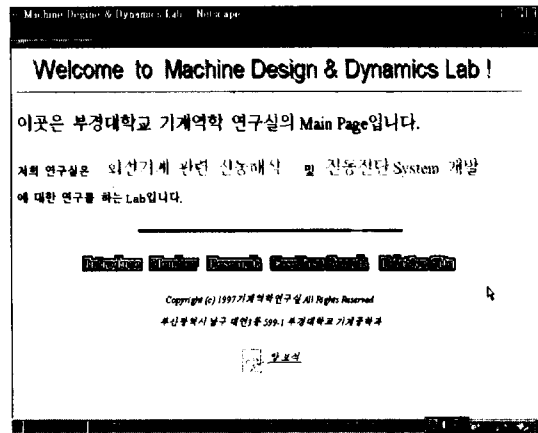 Machine Degine & Dynamics Lab - Netscape
Welcome to Machine Design & Dynamics Lab !
이곳은 부경대학교 기계역학 연구실의 Main Page입니다.
저희 연구실은 회전기계 관련 진동해석 및 진동진단 System 개발
에 대한 연구를 하는 Lab입니다.
Copyright (c) 1997 기계역학연구실 All Rights Reserved
부산광역시 남구 대연3동 599-1 부경대학교 기계공학과
양보석